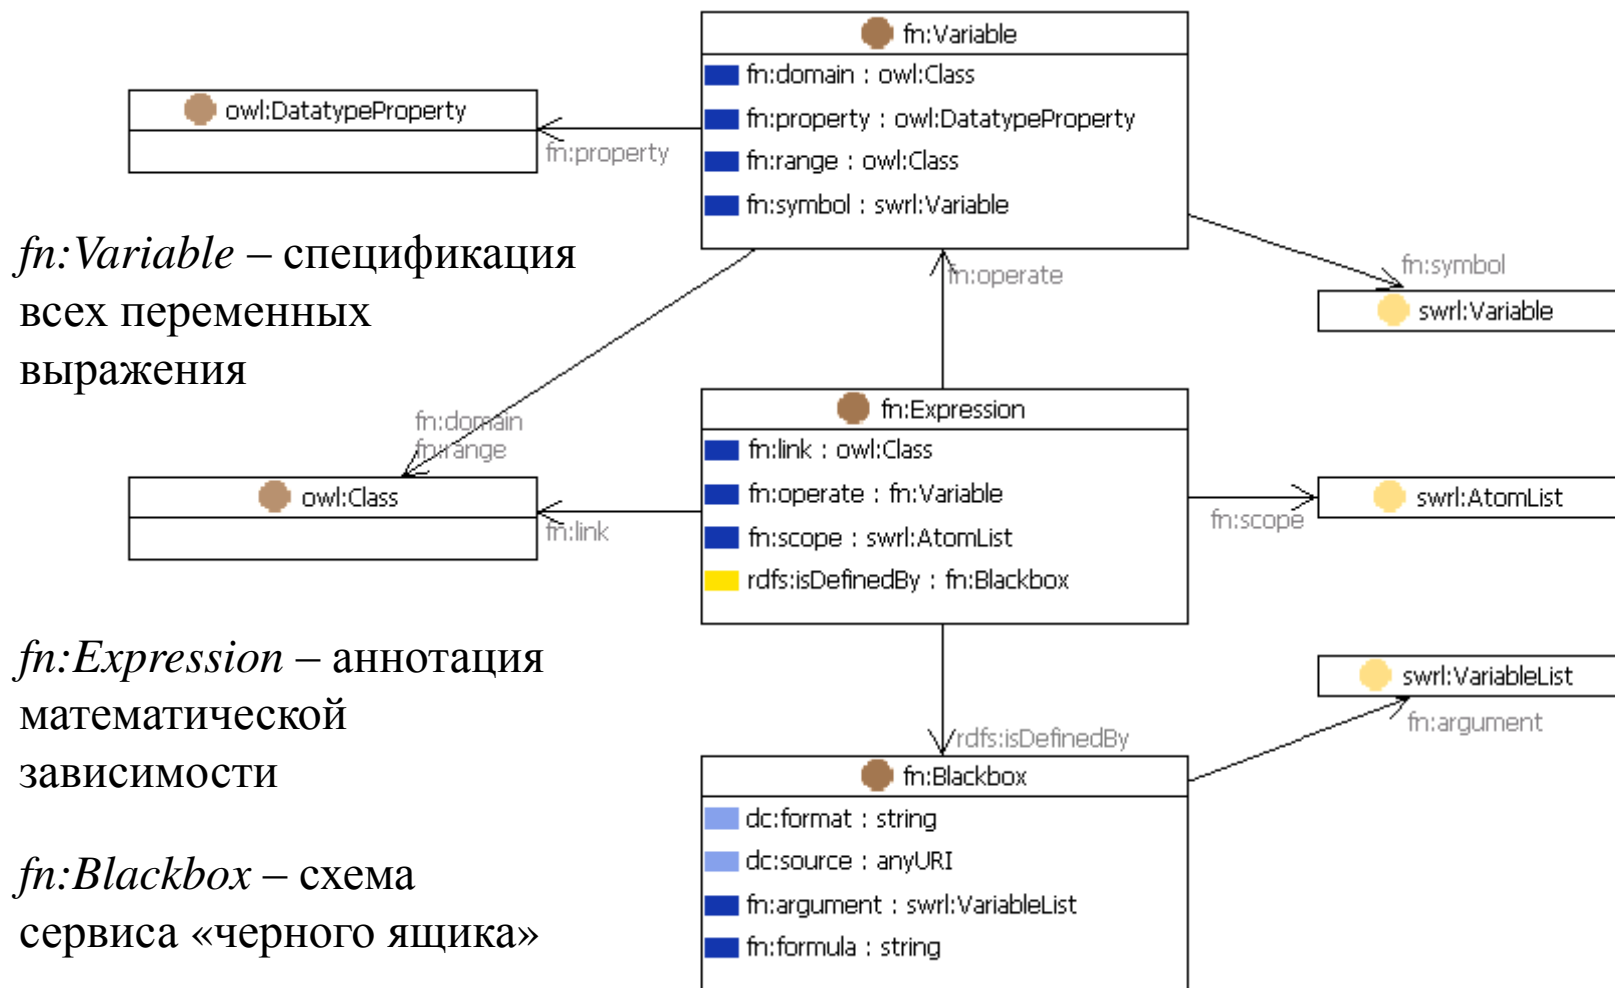 fn:Variable
fn:domain : owl:Class
fn:property : owl:DatatypeProperty
fn:range : owl:Class
fn:symbol : swrl:Variable
owl:DatatypeProperty
fn:property
fn:Variable – спецификация
всех переменных
выражения
fn:operate
fn:symbol
swrl:Variable
fn:domain
fn:range
owl:Class
fn:link
fn:Expression
fn:link : owl:Class
fn:operate : fn:Variable
fn:scope : swrl:AtomList
rdfs:isDefinedBy : fn:Blackbox
fn:scope
swrl:AtomList
fn:Expression – аннотация
математической
зависимости
swrl:VariableList
fn:argument
rdfs:isDefinedBy
fn:Blackbox
dc:format : string
dc:source : anyURI
fn:argument : swrl:VariableList
fn:formula : string
fn:Blackbox – схема
сервиса «черного ящика»